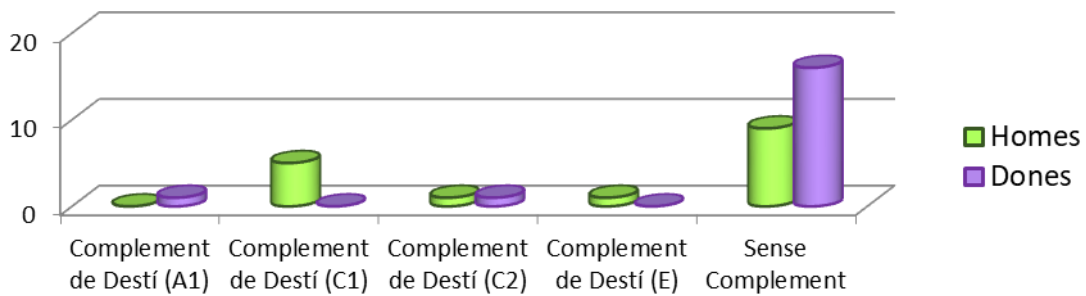 20
10
0
Homes
Dones
Complement
de Destí (A1)
Complement
de Destí (C1)
Complement
de Destí (C2)
Complement
de Destí (E)
Sense
Complement